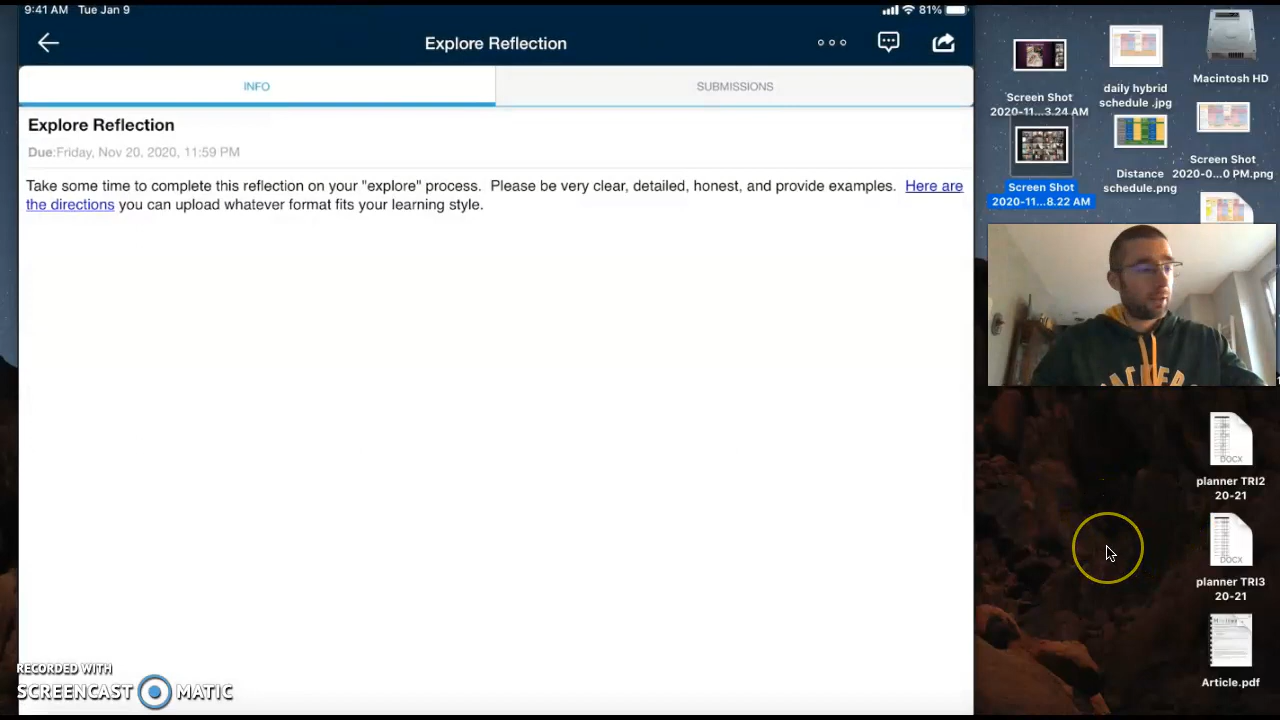 9:41 AM Tue Jan 9
81%
Explore Reflection
INFO
SUBMISSIONS
Explore Reflection
Due:Friday, Nov 20, 2020, 11:59 PM
Take some time to complete this reflection on your "explore" process. Please be very clear, detailed, honest, and provide examples. Here are
the directions you can upload whatever format fits your learning style.
Screen Shot
2020-11...3.24 AM
daily hybrid
schedule .jpg
Macintosh HD
Screen Shot
2020-11...8.22 AM
Distance
schedule.png
Screen Shot
2020-0...0 PM.png
planner TRI2
20-21
DOCX
planner TRI3
20-21
DOCX
Article.pdf
RECORDED WITH
SCREENCAST MATIC